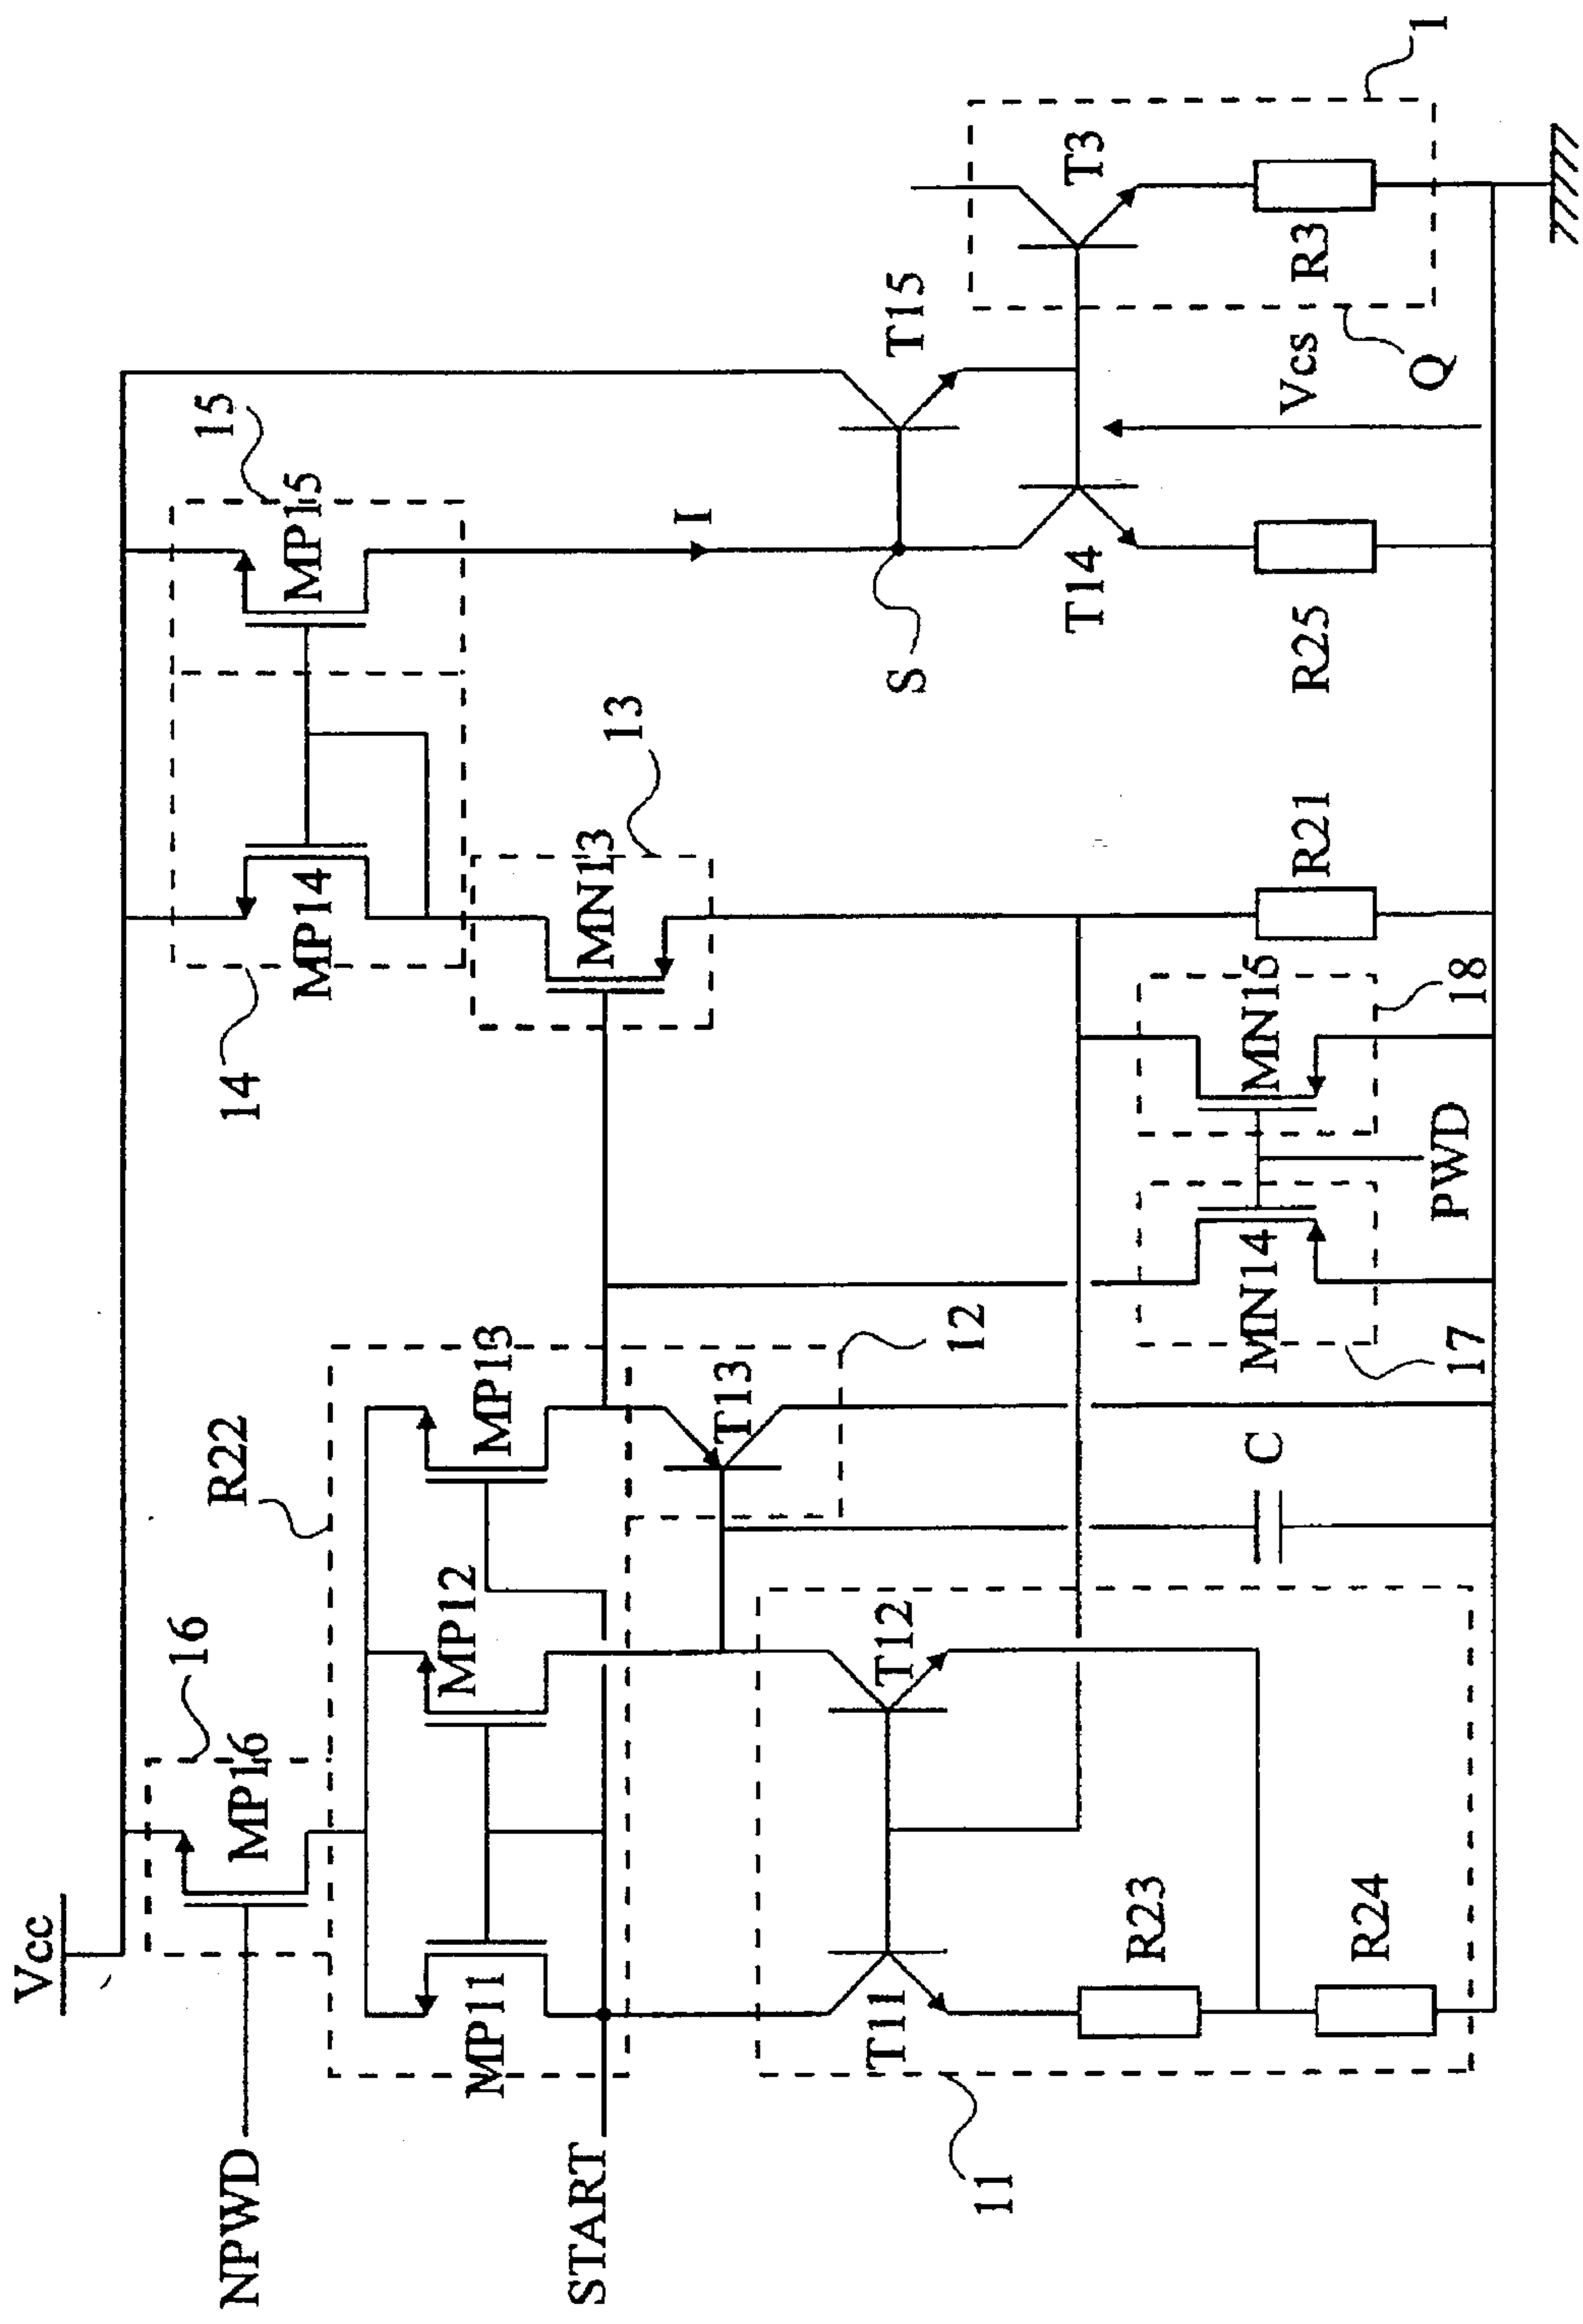 Vcc
NPWD
16
MP16
R22
MP11
MP12
MP13
START
12
T13
14
MP14
15
MP15
13
MN13
I
S
T15
T14
T3
1
11
T11
T12
R23
R24
C
MN14
MN15
17
18
PWD
R21
R25
Vcs
R3
Q